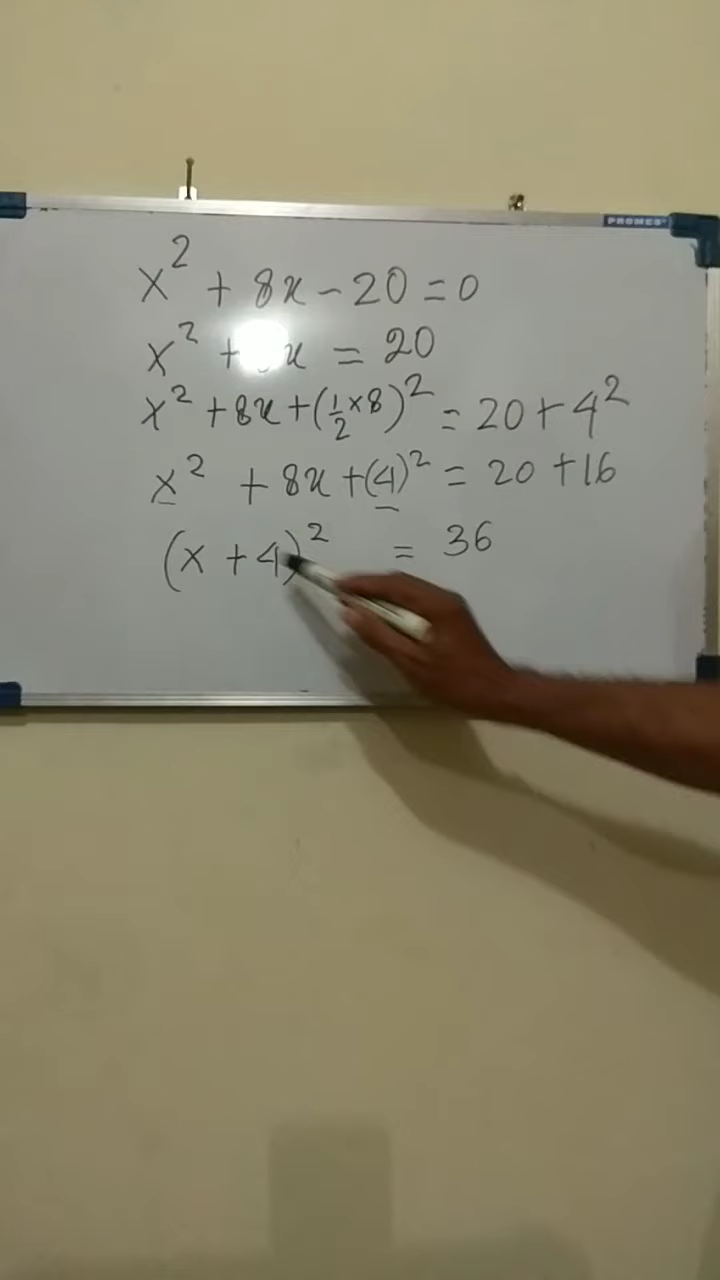 PROMEX
x² + 8x - 20 = 0
x² + x = 20
x² + 8x + (1/2 × 8)² = 20 + 4²
x² + 8x + (4)² = 20 + 16
(x + 4)² = 36